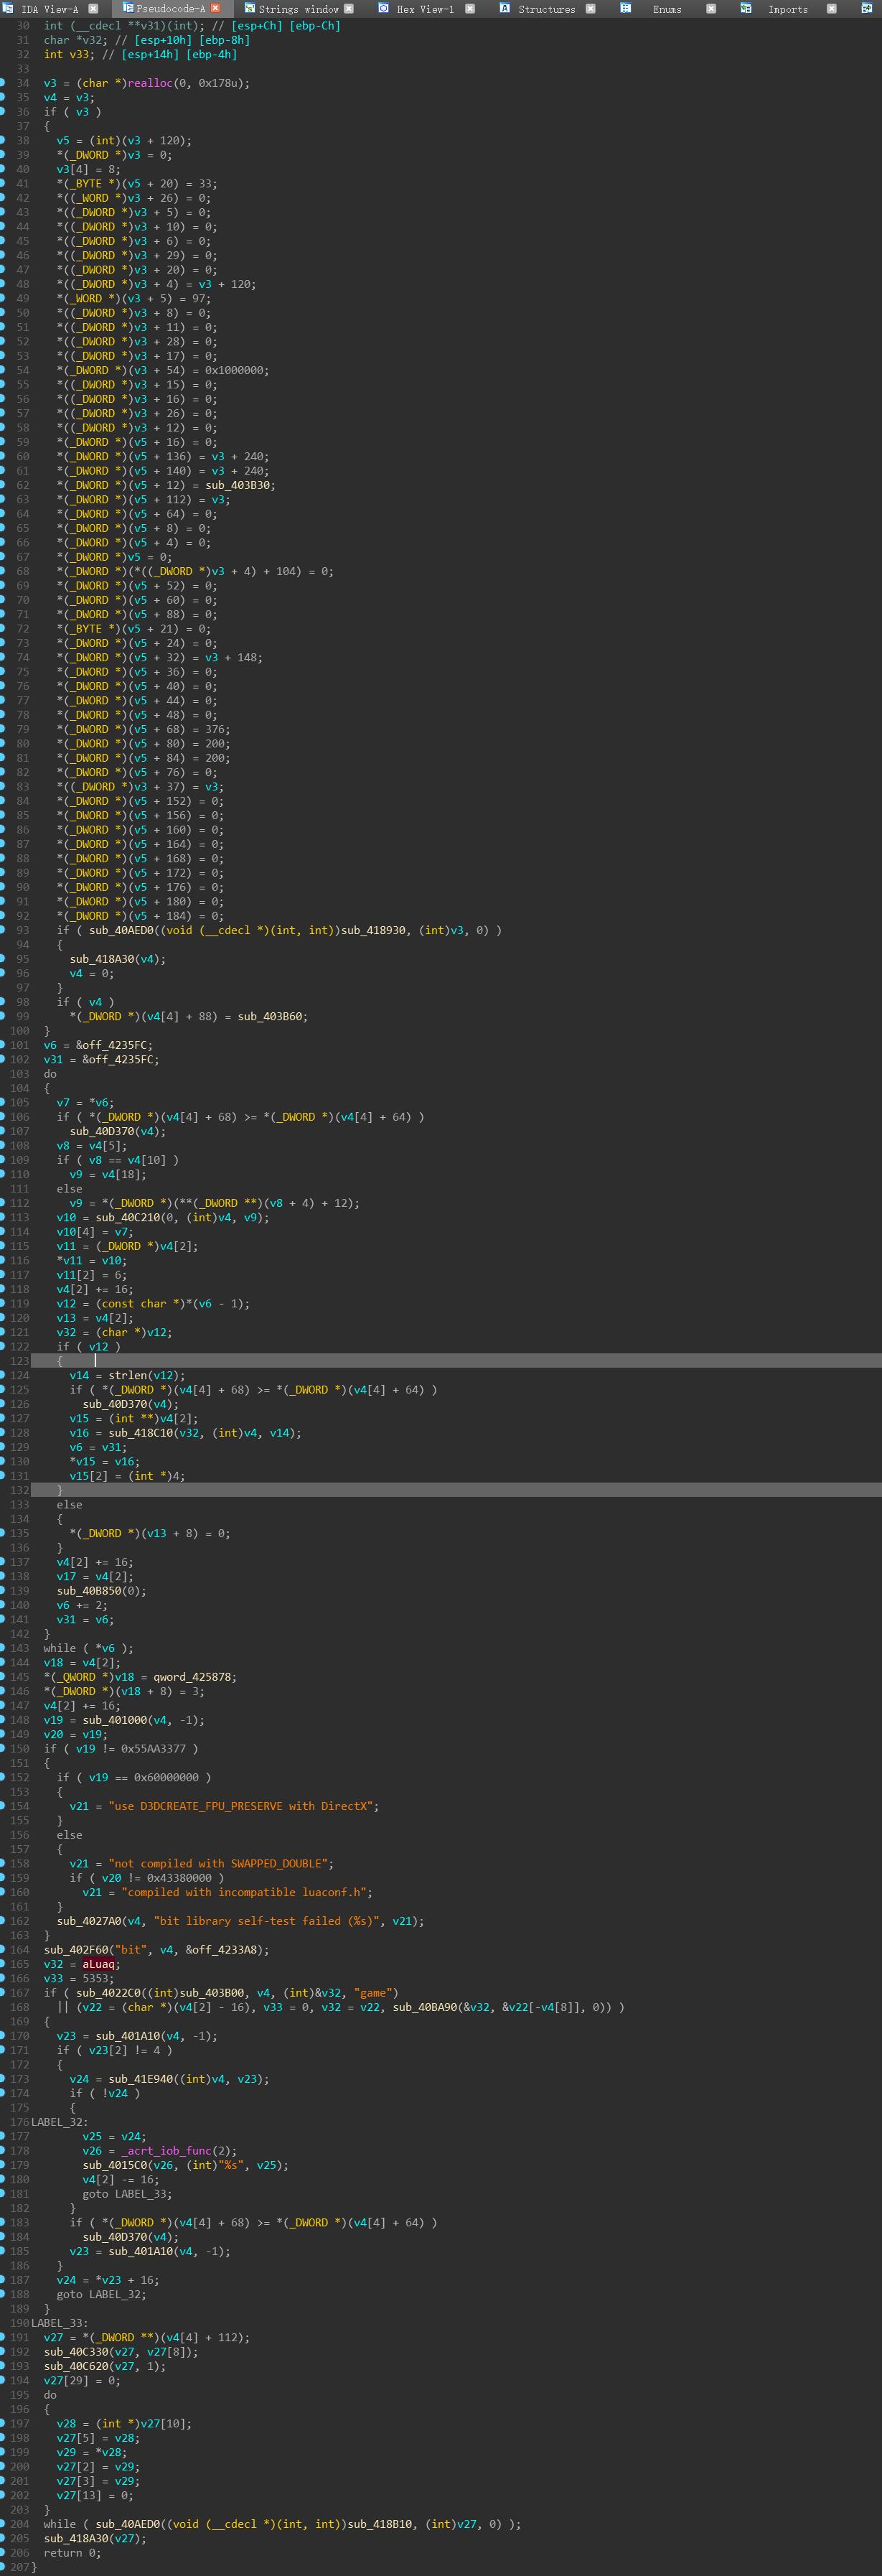 IDA View-A Pseudocode-A Strings window Hex View-1 Structures Enums Imports
30 int (__cdecl **v31)(int); // [esp+Ch] [ebp-Ch]
31 char *v32; // [esp+10h] [ebp-8h]
32 int v33; // [esp+14h] [ebp-4h]
33
34 v3 = (char *)realloc(0, 0x178u);
35 v4 = v3;
36 if ( v3 )
37 {
38 v5 = (int)(v3 + 120);
39 *(_DWORD *)v3 = 0;
40 v3[4] = 8;
41 *(_BYTE *)(v5 + 20) = 33;
42 *((_WORD *)v3 + 26) = 0;
43 *((_DWORD *)v3 + 5) = 0;
44 *((_DWORD *)v3 + 10) = 0;
45 *((_DWORD *)v3 + 6) = 0;
46 *((_DWORD *)v3 + 29) = 0;
47 *((_DWORD *)v3 + 20) = 0;
48 *((_DWORD *)v3 + 4) = v3 + 120;
49 *(_WORD *)(v3 + 5) = 97;
50 *((_DWORD *)v3 + 8) = 0;
51 *((_DWORD *)v3 + 11) = 0;
52 *((_DWORD *)v3 + 28) = 0;
53 *((_DWORD *)v3 + 17) = 0;
54 *(_DWORD *)(v3 + 54) = 0x1000000;
55 *((_DWORD *)v3 + 15) = 0;
56 *((_DWORD *)v3 + 16) = 0;
57 *((_DWORD *)v3 + 26) = 0;
58 *((_DWORD *)v3 + 12) = 0;
59 *(_DWORD *)(v5 + 16) = 0;
60 *(_DWORD *)(v5 + 136) = v3 + 240;
61 *(_DWORD *)(v5 + 140) = v3 + 240;
62 *(_DWORD *)(v5 + 12) = sub_403B30;
63 *(_DWORD *)(v5 + 112) = v3;
64 *(_DWORD *)(v5 + 64) = 0;
65 *(_DWORD *)(v5 + 8) = 0;
66 *(_DWORD *)(v5 + 4) = 0;
67 *(_DWORD *)v5 = 0;
68 *(_DWORD *)(*((_DWORD *)v3 + 4) + 104) = 0;
69 *(_DWORD *)(v5 + 52) = 0;
70 *(_DWORD *)(v5 + 60) = 0;
71 *(_DWORD *)(v5 + 88) = 0;
72 *(_BYTE *)(v5 + 21) = 0;
73 *(_DWORD *)(v5 + 24) = 0;
74 *(_DWORD *)(v5 + 32) = v3 + 148;
75 *(_DWORD *)(v5 + 36) = 0;
76 *(_DWORD *)(v5 + 40) = 0;
77 *(_DWORD *)(v5 + 44) = 0;
78 *(_DWORD *)(v5 + 48) = 0;
79 *(_DWORD *)(v5 + 68) = 376;
80 *(_DWORD *)(v5 + 80) = 200;
81 *(_DWORD *)(v5 + 84) = 200;
82 *(_DWORD *)(v5 + 76) = 0;
83 *((_DWORD *)v3 + 37) = v3;
84 *(_DWORD *)(v5 + 152) = 0;
85 *(_DWORD *)(v5 + 156) = 0;
86 *(_DWORD *)(v5 + 160) = 0;
87 *(_DWORD *)(v5 + 164) = 0;
88 *(_DWORD *)(v5 + 168) = 0;
89 *(_DWORD *)(v5 + 172) = 0;
90 *(_DWORD *)(v5 + 176) = 0;
91 *(_DWORD *)(v5 + 180) = 0;
92 *(_DWORD *)(v5 + 184) = 0;
93 if ( sub_40AED0((void (__cdecl *)(int, int))sub_418930, (int)v3, 0) )
94 {
95 sub_418A30(v4);
96 v4 = 0;
97 }
98 if ( v4 )
99 *(_DWORD *)(v4[4] + 88) = sub_403B60;
100 }
101 v6 = &off_4235FC;
102 v31 = &off_4235FC;
103 do
104 {
105 v7 = *v6;
106 if ( *(_DWORD *)(v4[4] + 68) >= *(_DWORD *)(v4[4] + 64) )
107 sub_40D370(v4);
108 v8 = v4[5];
109 if ( v8 == v4[10] )
110 v9 = v4[18];
111 else
112 v9 = *(_DWORD *)(**(_DWORD **)(v8 + 4) + 12);
113 v10 = sub_40C210(0, (int)v4, v9);
114 v10[4] = v7;
115 v11 = (_DWORD *)v4[2];
116 *v11 = v10;
117 v11[2] = 6;
118 v4[2] += 16;
119 v12 = (const char *)*(v6 - 1);
120 v13 = v4[2];
121 v32 = (char *)v12;
122 if ( v12 )
123 {
124 v14 = strlen(v12);
125 if ( *(_DWORD *)(v4[4] + 68) >= *(_DWORD *)(v4[4] + 64) )
126 sub_40D370(v4);
127 v15 = (int **)v4[2];
128 v16 = sub_418C10(v32, (int)v4, v14);
129 v6 = v31;
130 *v15 = v16;
131 v15[2] = (int *)4;
132 }
133 else
134 {
135 *(_DWORD *)(v13 + 8) = 0;
136 }
137 v4[2] += 16;
138 v17 = v4[2];
139 sub_40B850(0);
140 v6 += 2;
141 v31 = v6;
142 }
143 while ( *v6 );
144 v18 = v4[2];
145 *(_QWORD *)v18 = qword_425878;
146 *(_DWORD *)(v18 + 8) = 3;
147 v4[2] += 16;
148 v19 = sub_401000(v4, -1);
149 v20 = v19;
150 if ( v19 != 0x55AA3377 )
151 {
152 if ( v19 == 0x60000000 )
153 {
154 v21 = "use D3DCREATE_FPU_PRESERVE with DirectX";
155 }
156 else
157 {
158 v21 = "not compiled with SWAPPED_DOUBLE";
159 if ( v20 != 0x43380000 )
160 v21 = "compiled with incompatible luaconf.h";
161 }
162 sub_4027A0(v4, "bit library self-test failed (%s)", v21);
163 }
164 sub_402F60("bit", v4, &off_4233A8);
165 v32 = aLuaq;
166 v33 = 5353;
167 if ( sub_4022C0((int)sub_403B00, v4, (int)&v32, "game")
168 || (v22 = (char *)(v4[2] - 16), v33 = 0, v32 = v22, sub_40BA90(&v32, &v22[-v4[8]], 0)) )
169 {
170 v23 = sub_401A10(v4, -1);
171 if ( v23[2] != 4 )
172 {
173 v24 = sub_41E940((int)v4, v23);
174 if ( !v24 )
175 {
176 LABEL_32:
177 v25 = v24;
178 v26 = _acrt_iob_func(2);
179 sub_4015C0(v26, (int)"%s", v25);
180 v4[2] -= 16;
181 goto LABEL_33;
182 }
183 if ( *(_DWORD *)(v4[4] + 68) >= *(_DWORD *)(v4[4] + 64) )
184 sub_40D370(v4);
185 v23 = sub_401A10(v4, -1);
186 }
187 v24 = *v23 + 16;
188 goto LABEL_32;
189 }
190 LABEL_33:
191 v27 = *(_DWORD **)(v4[4] + 112);
192 sub_40C330(v27, v27[8]);
193 sub_40C620(v27, 1);
194 v27[29] = 0;
195 do
196 {
197 v28 = (int *)v27[10];
198 v27[5] = v28;
199 v29 = *v28;
200 v27[2] = v29;
201 v27[3] = v29;
202 v27[13] = 0;
203 }
204 while ( sub_40AED0((void (__cdecl *)(int, int))sub_418B10, (int)v27, 0) );
205 sub_418A30(v27);
206 return 0;
207 }